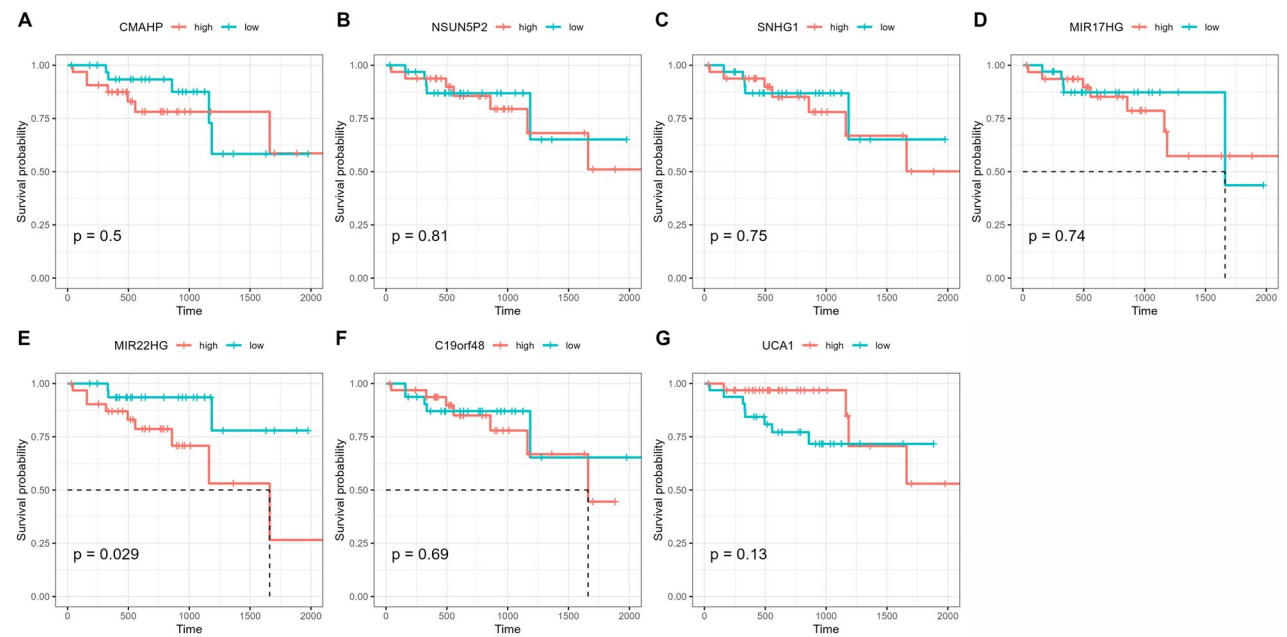 A CMAHP high low
Survival probability
1.00
0.75
0.50
0.25
0.00
p = 0.5
0 500 1000 1500 2000
Time
B NSUN5P2 high low
Survival probability
1.00
0.75
0.50
0.25
0.00
p = 0.81
0 500 1000 1500 2000
Time
C SNHG1 high low
Survival probability
1.00
0.75
0.50
0.25
0.00
p = 0.75
0 500 1000 1500 2000
Time
D MIR17HG high low
Survival probability
1.00
0.75
0.50
0.25
0.00
p = 0.74
0 500 1000 1500 2000
Time
E MIR22HG high low
Survival probability
1.00
0.75
0.50
0.25
0.00
p = 0.029
0 500 1000 1500 2000
Time
F C19orf48 high low
Survival probability
1.00
0.75
0.50
0.25
0.00
p = 0.69
0 500 1000 1500 2000
Time
G UCA1 high low
Survival probability
1.00
0.75
0.50
0.25
0.00
p = 0.13
0 500 1000 1500 2000
Time